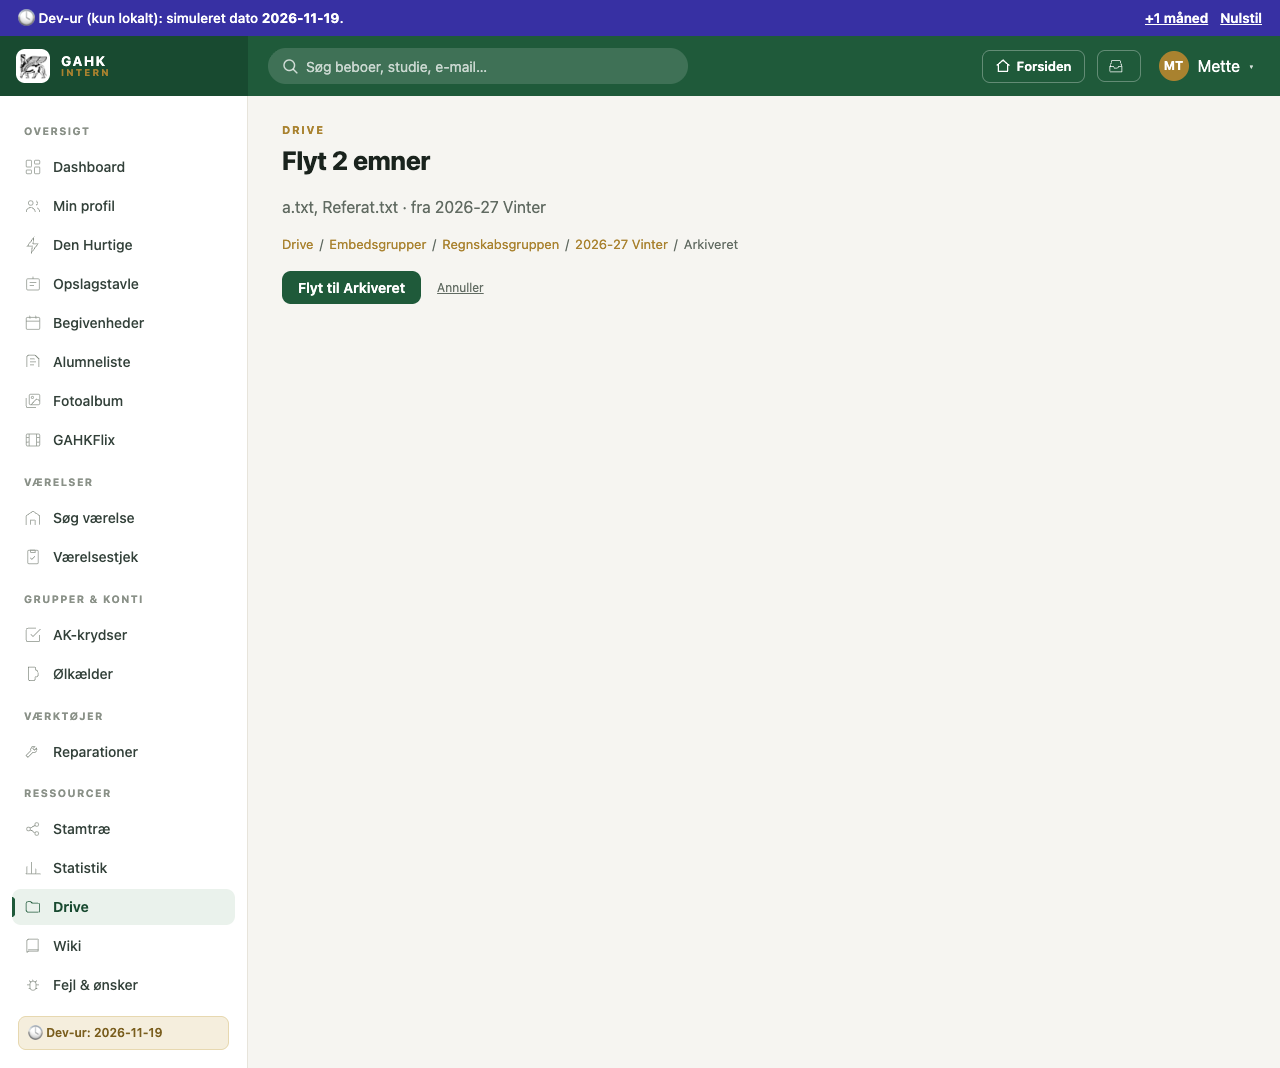 Dev-ur (kun lokalt): simuleret dato 2026-11-19.
+1 måned Nulstil
GAHK
INTERN
Søg beboer, studie, e-mail...
Forsiden
MT Mette
OVERSIGT
Dashboard
Min profil
Den Hurtige
Opslagstavle
Begivenheder
Alumneliste
Fotoalbum
GAHKFlix
VÆRELSER
Søg værelse
Værelsestjek
GRUPPER & KONTI
AK-krydser
Ølkælder
VÆRKTØJER
Reparationer
RESSOURCER
Stamtræ
Statistik
Drive
Wiki
Fejl & ønsker
Dev-ur: 2026-11-19
DRIVE
Flyt 2 emner
a.txt, Referat.txt · fra 2026-27 Vinter
Drive / Embedsgrupper / Regnskabsgruppen / 2026-27 Vinter / Arkiveret
Flyt til Arkiveret Annuller